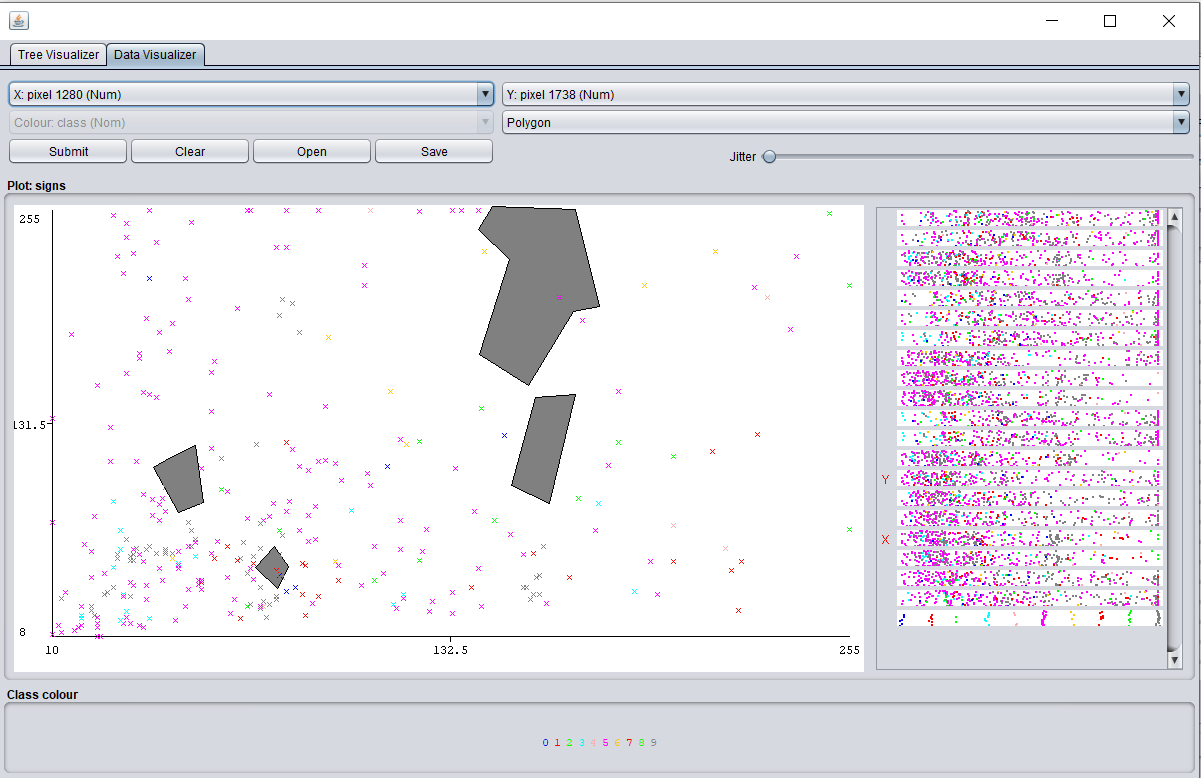 Tree Visualizer Data Visualizer
X: pixel 1280 (Num) Y: pixel 1738 (Num)
Colour: class (Nom) Polygon
Submit Clear Open Save Jitter
Plot: signs
255
131.5
Y
X
8
10 132.5 255
Class colour
0 1 2 3 4 5 6 7 8 9